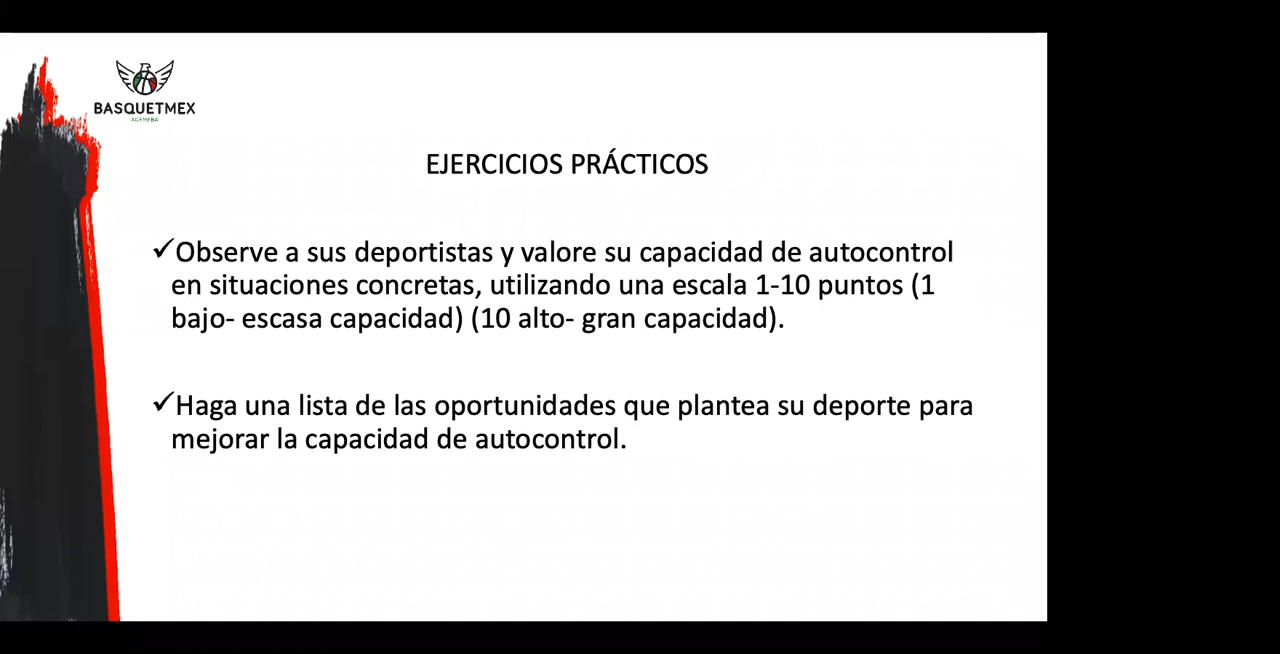 BASQUETMEX
ADEMEBA
EJERCICIOS PRÁCTICOS
✓Observe a sus deportistas y valore su capacidad de autocontrol
en situaciones concretas, utilizando una escala 1-10 puntos (1
bajo- escasa capacidad) (10 alto- gran capacidad).
✓Haga una lista de las oportunidades que plantea su deporte para
mejorar la capacidad de autocontrol.